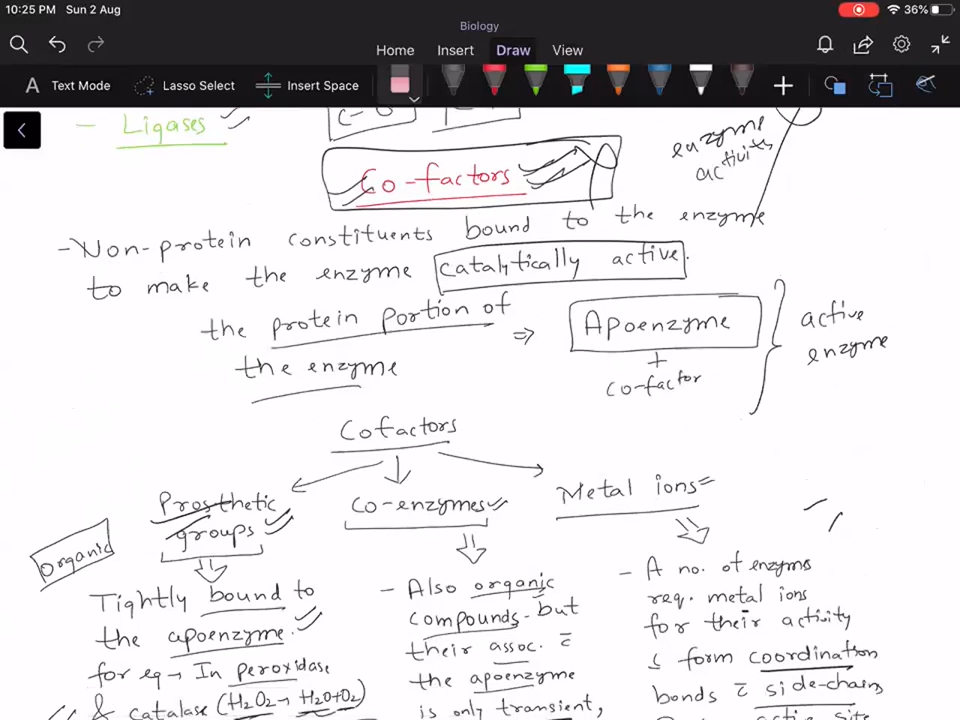 10:25 PM Sun 2 Aug
36%
Biology
Home Insert Draw View
A Text Mode Lasso Select Insert Space
- Ligases
enzyme
activity
Co-factors
- Non-protein constituents bound to the enzyme
to make the enzyme catalytically active.
the protein portion of
the enzyme
⇒ Apoenzyme
+
co-factor
active
enzyme
Cofactors
Prosthetic
groups
Co-enzymes
Metal ions
Organic
Tightly bound to
the apoenzyme.
for eg → In peroxidase
& catalase (H2O2 → H2O+O2)
- Also organic
compounds but
their assoc. c̄
the apoenzyme
is only transient,
- A no. of enzyms
req. metal ions
for their activity
form coordination
bonds c̄ side-chains
active site